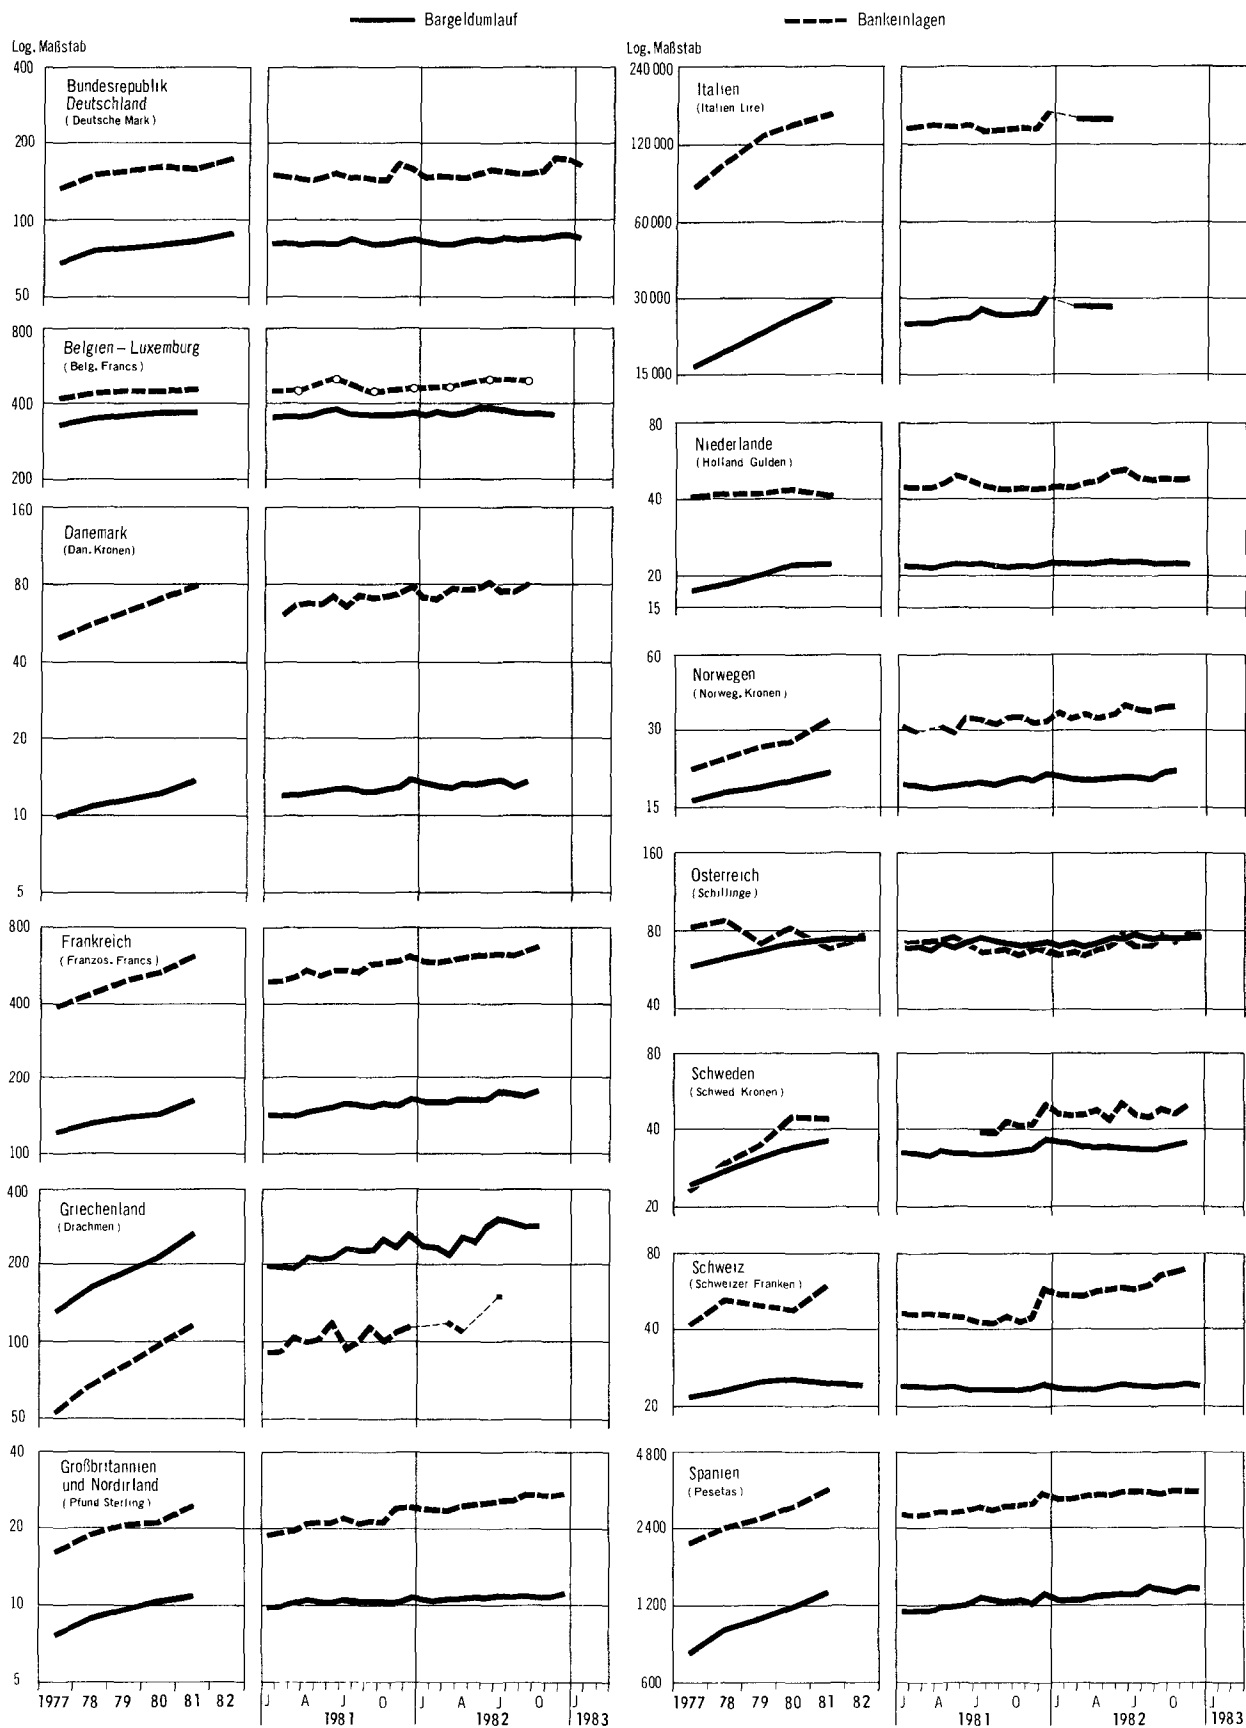 Bargeldumlauf
Bankeinlagen
Log. Maßstab
400
Bundesrepublik
Deutschland
(Deutsche Mark)
200
100
50
800
Belgien – Luxemburg
(Belg. Francs)
400
200
160
Danemark
(Dan. Kronen)
80
40
20
10
5
800
Frankreich
(Franzos. Francs)
400
200
100
400
Griechenland
(Drachmen)
200
100
50
40
Großbritannien
und Nordirland
(Pfund Sterling)
20
10
5
1977 78 79 80 81 82
J A J O J A J O J
1981 1982 1983
Log. Maßstab
240 000
Italien
(Italien Lire)
120 000
60 000
30 000
15 000
80
Niederlande
(Holland Gulden)
40
20
15
60
Norwegen
(Norweg. Kronen)
30
15
160
Osterreich
(Schillinge)
80
40
80
Schweden
(Schwed Kronen)
40
20
80
Schweiz
(Schweizer Franken)
40
20
4 800
Spanien
(Pesetas)
2 400
1 200
600
1977 78 79 80 81 82
J A J O J A J O J
1981 1982 1983